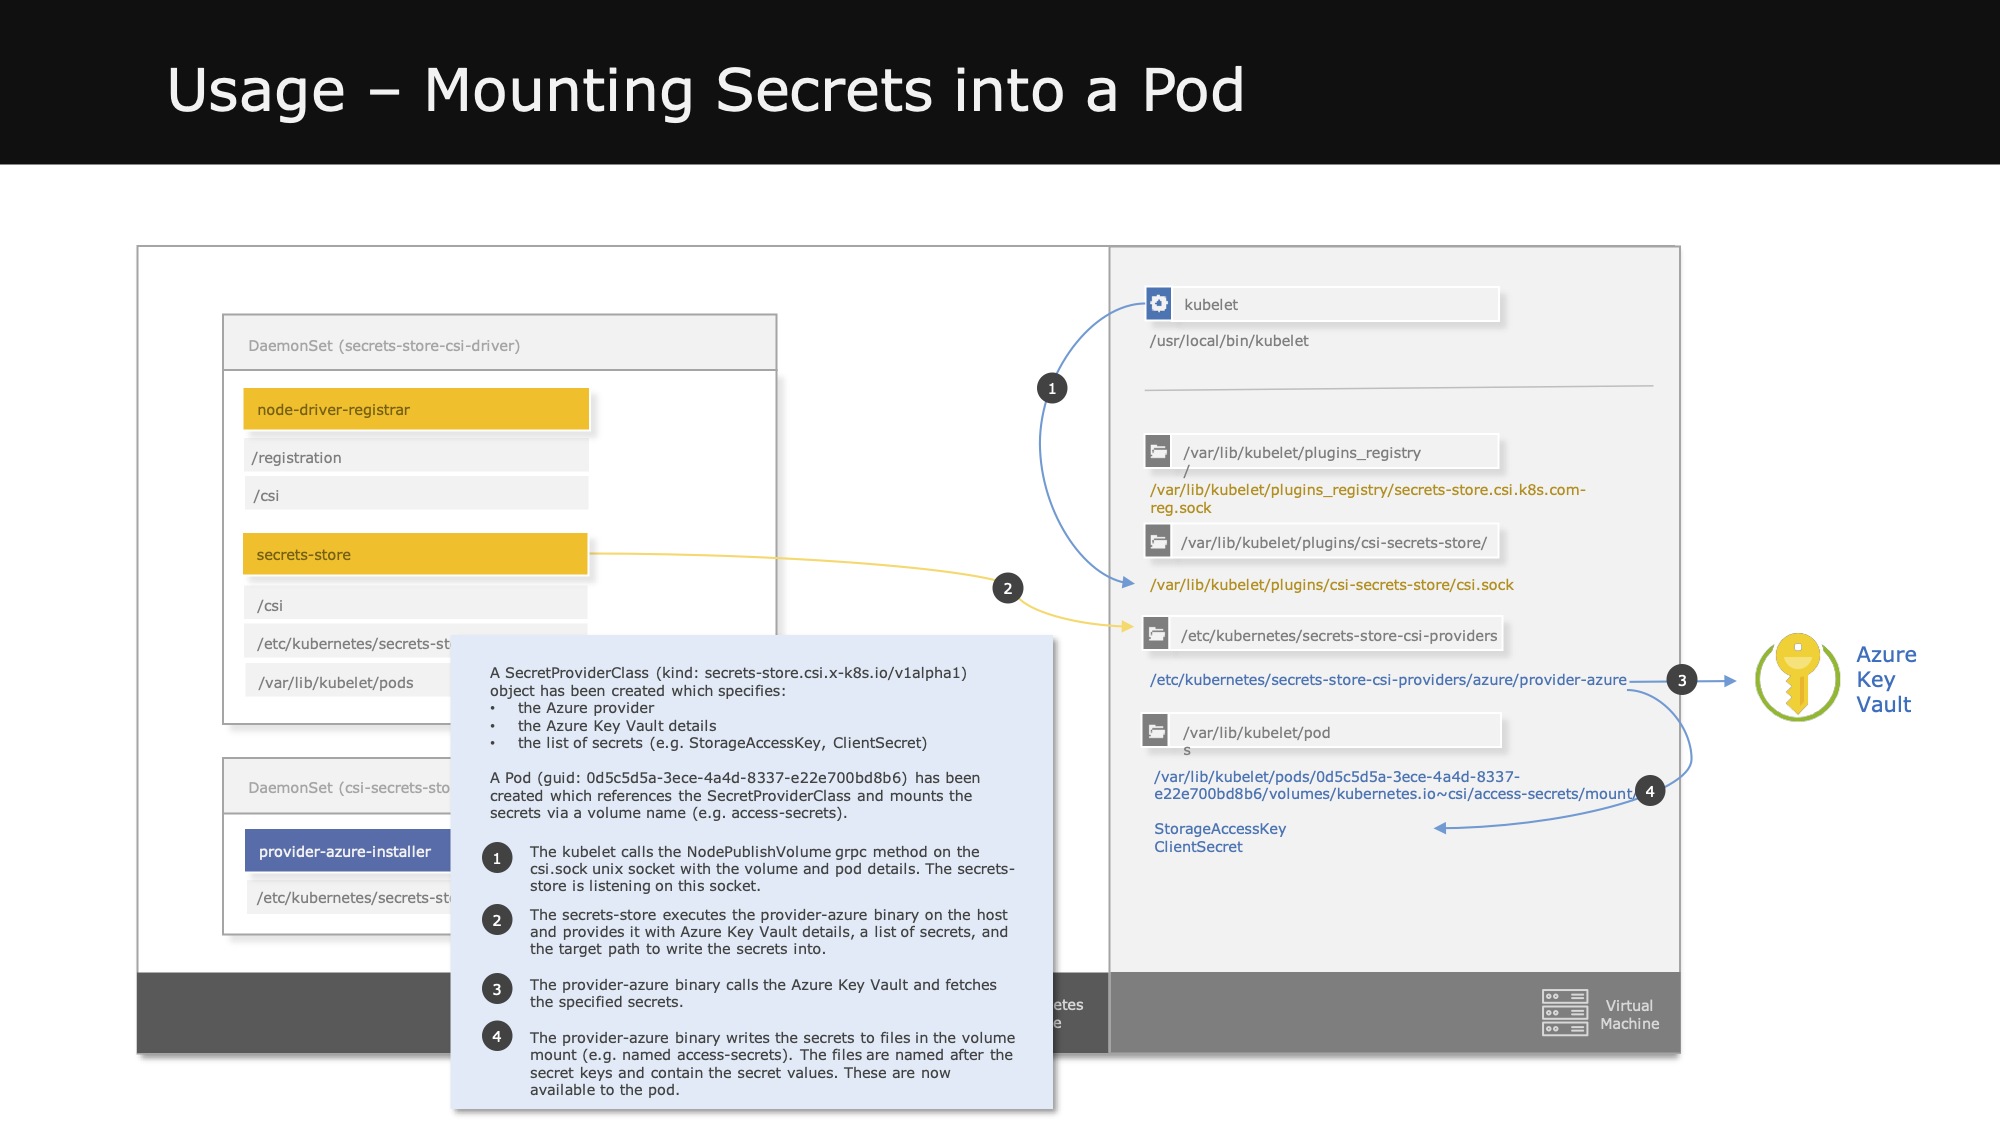 Usage – Mounting Secrets into a Pod
DaemonSet (secrets-store-csi-driver)
node-driver-registrar
/registration
/csi
secrets-store
/csi
/etc/kubernetes/secrets-sto
/var/lib/kubelet/pods
DaemonSet (csi-secrets-sto
provider-azure-installer
/etc/kubernetes/secrets-sto
A SecretProviderClass (kind: secrets-store.csi.x-k8s.io/v1alpha1)
object has been created which specifies:
• the Azure provider
• the Azure Key Vault details
• the list of secrets (e.g. StorageAccessKey, ClientSecret)
A Pod (guid: 0d5c5d5a-3ece-4a4d-8337-e22e700bd8b6) has been
created which references the SecretProviderClass and mounts the
secrets via a volume name (e.g. access-secrets).
1
The kubelet calls the NodePublishVolume grpc method on the
csi.sock unix socket with the volume and pod details. The secrets-
store is listening on this socket.
2
The secrets-store executes the provider-azure binary on the host
and provides it with Azure Key Vault details, a list of secrets, and
the target path to write the secrets into.
3
The provider-azure binary calls the Azure Key Vault and fetches
the specified secrets.
4
The provider-azure binary writes the secrets to files in the volume
mount (e.g. named access-secrets). The files are named after the
secret keys and contain the secret values. These are now
available to the pod.
etes
e
1
2
kubelet
/usr/local/bin/kubelet
/var/lib/kubelet/plugins_registry
/
/var/lib/kubelet/plugins_registry/secrets-store.csi.k8s.com-
reg.sock
/var/lib/kubelet/plugins/csi-secrets-store/
/var/lib/kubelet/plugins/csi-secrets-store/csi.sock
/etc/kubernetes/secrets-store-csi-providers
/etc/kubernetes/secrets-store-csi-providers/azure/provider-azure
3
/var/lib/kubelet/pod
s
/var/lib/kubelet/pods/0d5c5d5a-3ece-4a4d-8337-
e22e700bd8b6/volumes/kubernetes.io~csi/access-secrets/mount/
4
StorageAccessKey
ClientSecret
Virtual
Machine
Azure
Key
Vault